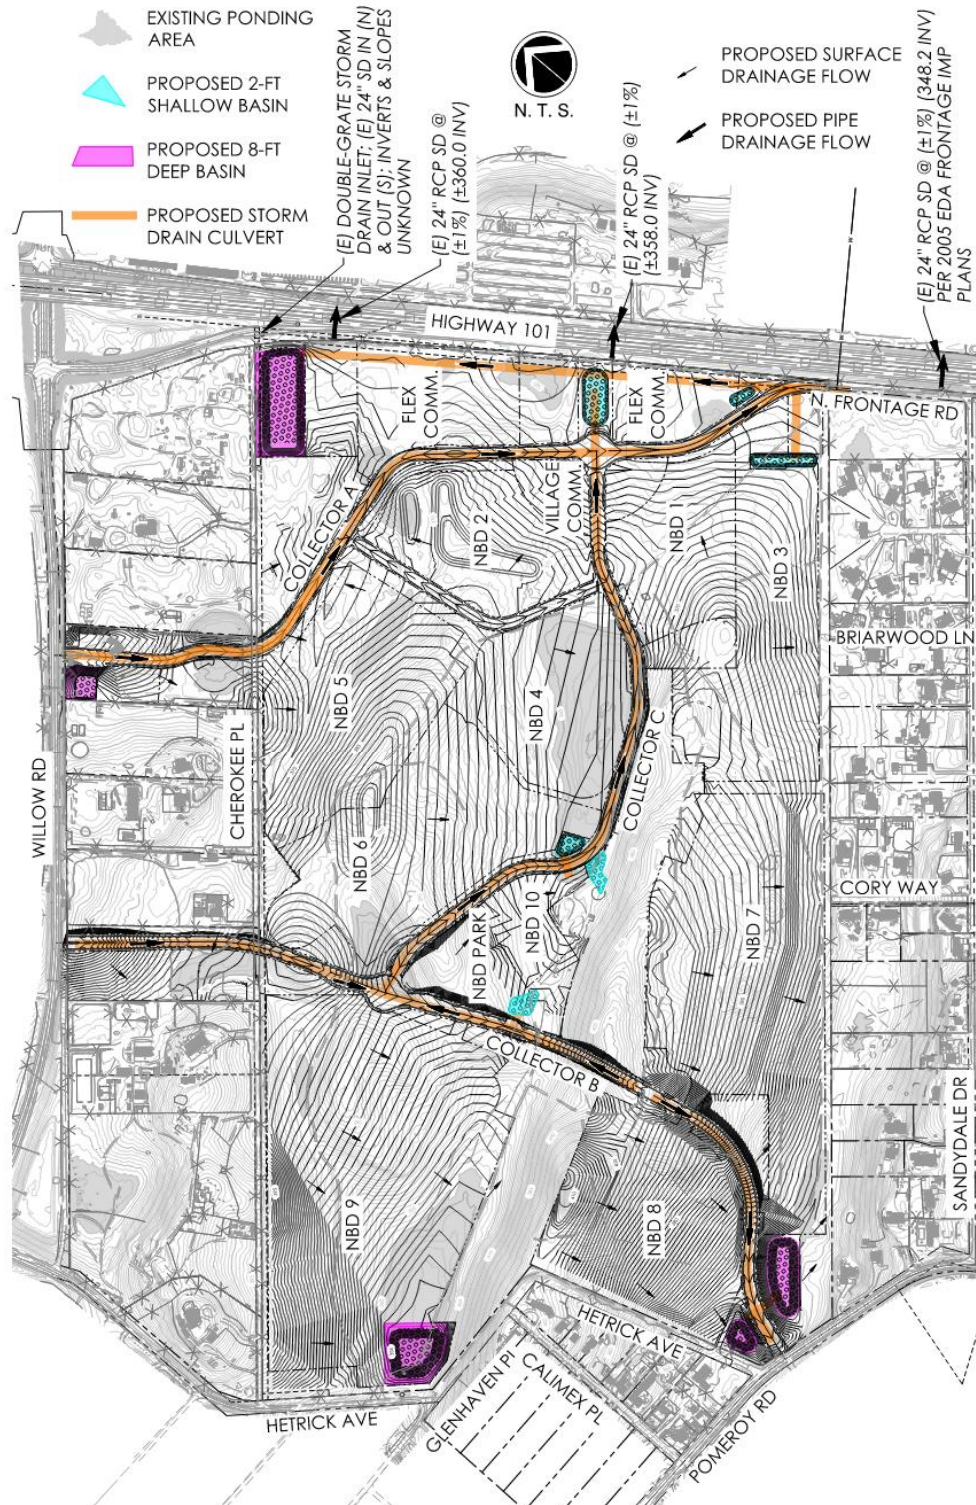 EXISTING PONDING
AREA
PROPOSED 2-FT
SHALLOW BASIN
PROPOSED 8-FT
DEEP BASIN
PROPOSED STORM
DRAIN CULVERT
(E) DOUBLE-GRATE STORM
DRAIN INLET; (E) 24" SD IN (N)
& OUT (S); INVERTS & SLOPES
UNKNOWN
(E) 24" RCP SD @
(±1%) (±360.0 INV)
N. T. S.
(E) 24" RCP SD @ (±1%)
(±358.0 INV)
PROPOSED SURFACE
DRAINAGE FLOW
PROPOSED PIPE
DRAINAGE FLOW
(E) 24" RCP SD @ (±1%) (348.2 INV)
PER 2005 EDA FRONTAGE IMP
PLANS
HIGHWAY 101
FLEX
COMM
FLEX
COMM
N. FRONTAGE RD
VILLAGE
COMM
COLLECTOR A
NBD 2
NBD 1
NBD 3
BRIARWOOD LN
NBD 5
NBD 4
COLLECTOR C
CHEROKEE PL
WILLOW RD
NBD 6
NBD PARK
NBD 10
NBD 7
CORY WAY
COLLECTOR B
SANDYDALE DR
NBD 9
NBD 8
HETRICK AVE
HETRICK AVE
GLENHAVEN Pl
CALIMEX PL
POMEROY RD